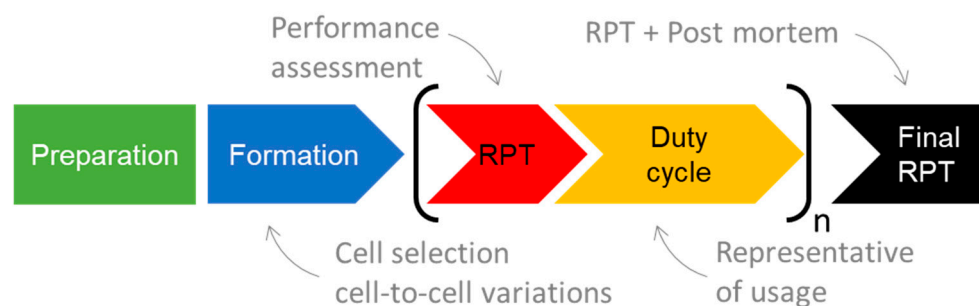 Performance
assessment
RPT + Post mortem
Preparation
Formation
RPT
Duty
cycle
n
Final
RPT
Cell selection
cell-to-cell variations
Representative
of usage